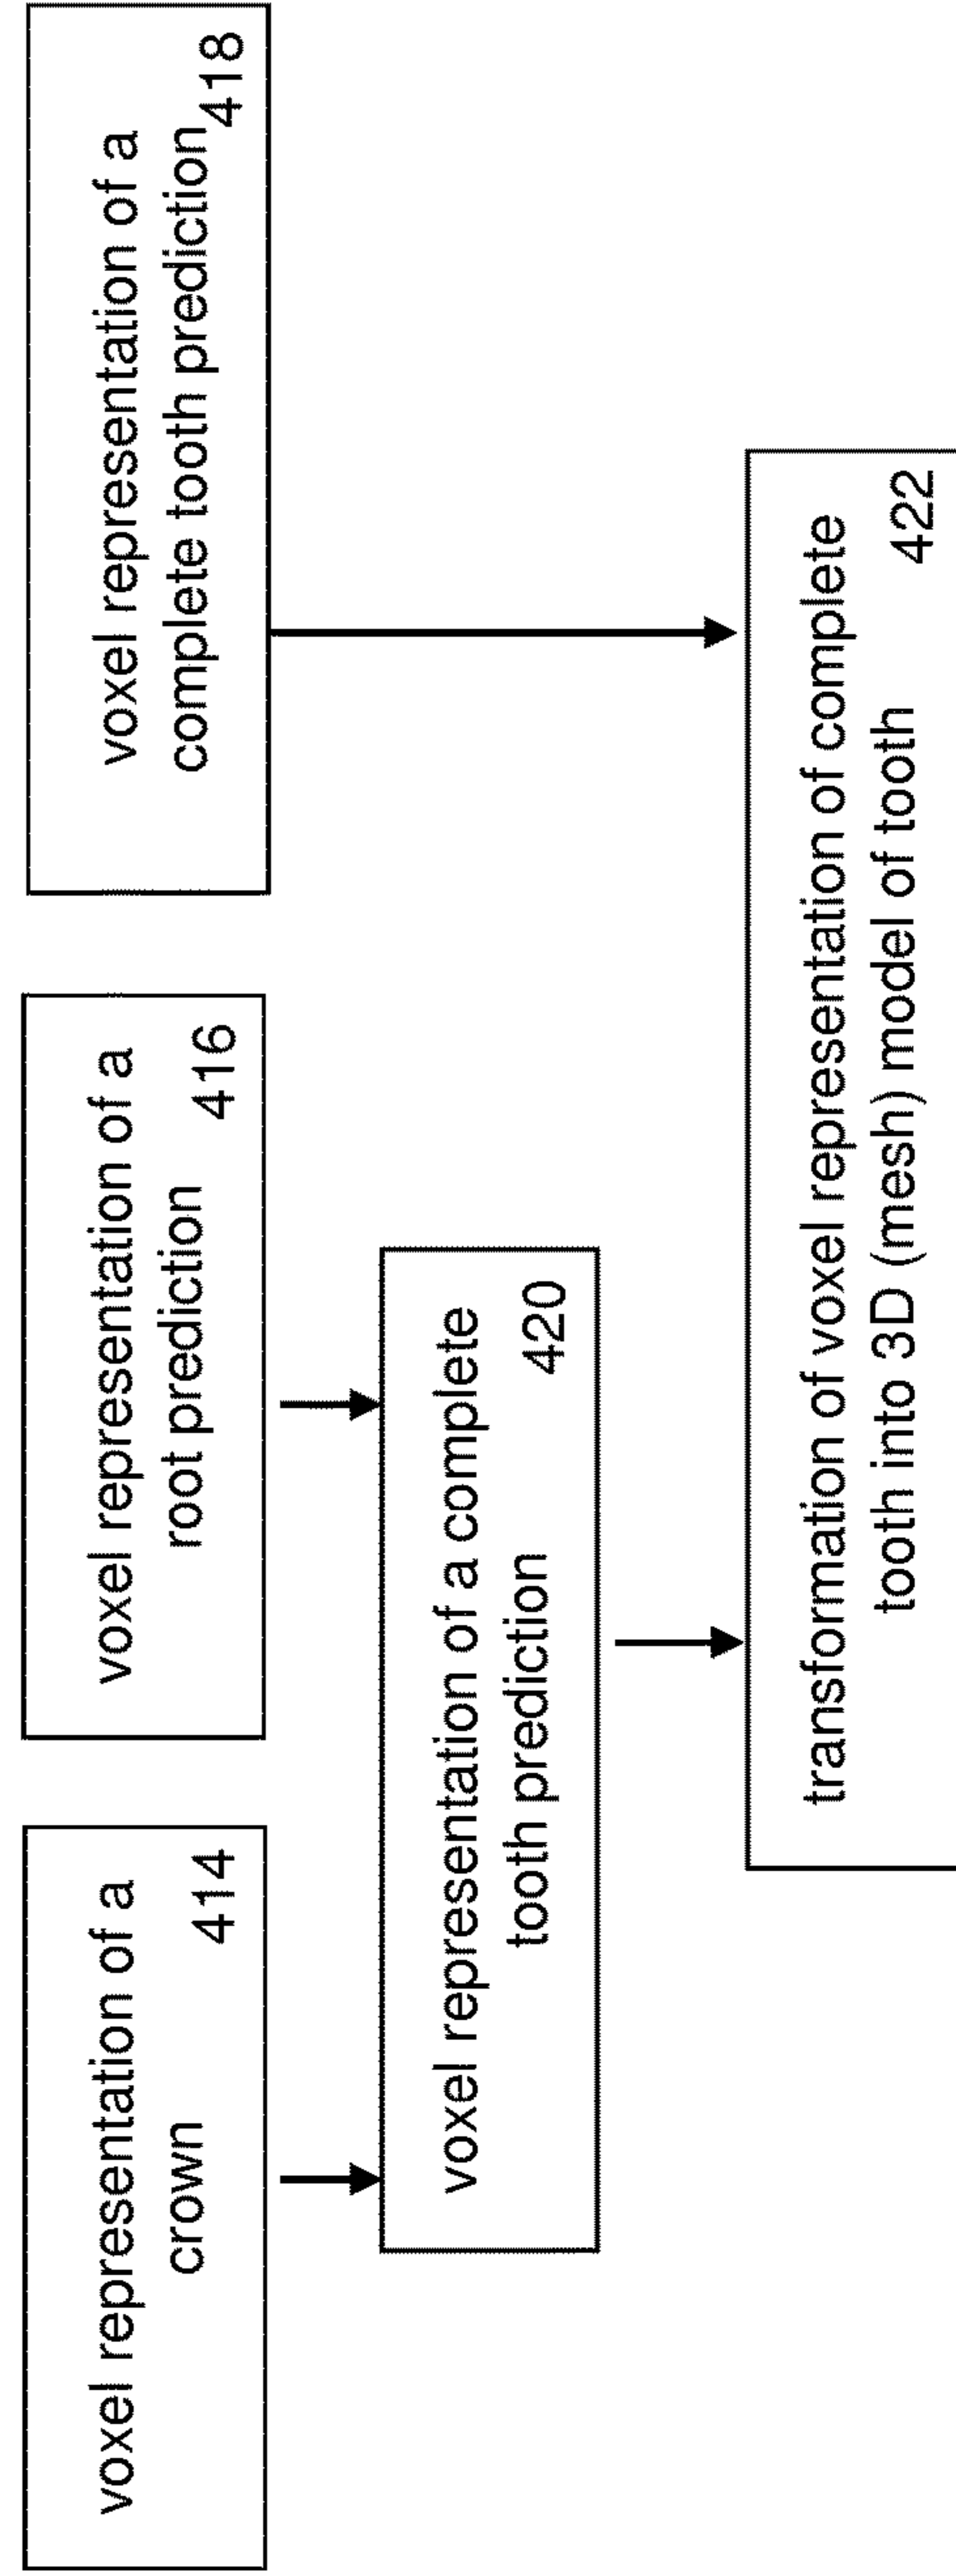 voxel representation of a
crown
414
voxel representation of a
root prediction
416
voxel representation of a
complete tooth prediction
418
voxel representation of a complete
tooth prediction
420
transformation of voxel representation of complete
tooth into 3D (mesh) model of tooth
422